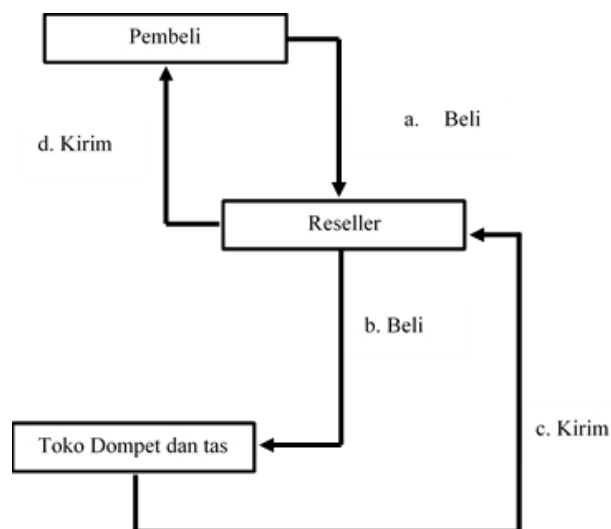 Pembeli
a. Beli
d. Kirim
Reseller
b. Beli
Toko Dompet dan tas
c. Kirim